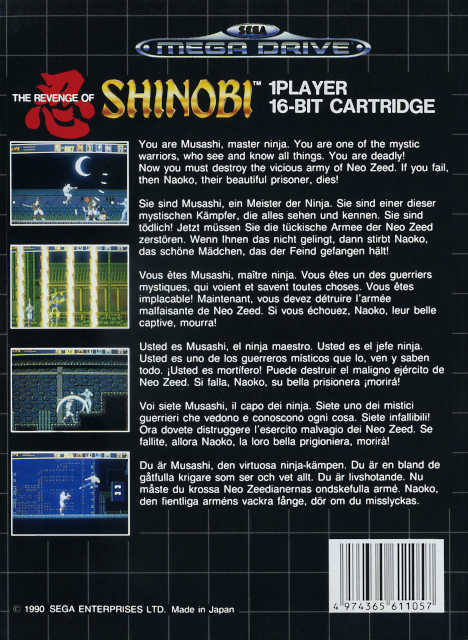 SEGA
MEGA DRIVE
THE REVENGE OF 忍 SHINOBI™ 1PLAYER
16-BIT CARTRIDGE
You are Musashi, master ninja. You are one of the mystic
warriors, who see and know all things. You are deadly!
Now you must destroy the vicious army of Neo Zeed. If you fail,
then Naoko, their beautiful prisoner, dies!
Sie sind Musashi, ein Meister der Ninja. Sie sind einer dieser
mystischen Kämpfer, die alles sehen und kennen. Sie sind
tödlich! Jetzt müssen Sie die tückische Armee der Neo Zeed
zerstören. Wenn Ihnen das nicht gelingt, dann stirbt Naoko,
das schöne Mädchen, das der Feind gefangen hält!
Vous êtes Musashi, maître ninja. Vous êtes un des guerriers
mystiques, qui voient et savent toutes choses. Vous êtes
implacable! Maintenant, vous devez détruire l'armée
malfaisante de Neo Zeed. Si vous échouez, Naoko, leur belle
captive, mourra!
Usted es Musashi, el ninja maestro. Usted es el jefe ninja.
Usted es uno de los guerreros místicos que lo, ven y saben
todo. ¡Usted es mortífero! Puede destruir el maligno ejército de
Neo Zeed. Si falla, Naoko, su bella prisionera ¡morirá!
Voi siete Musashi, il capo dei ninja. Siete uno dei mistici
guerrieri che vedono e conoscono ogni cosa. Siete infallibili!
Ora dovete distruggere l'esercito malvagio dei Neo Zeed. Se
fallite, allora Naoko, la loro bella prigioniera, morirà!
Du är Musashi, den virtuosa ninja-kämpen. Du är en bland de
gåtfulla krigare som ser och vet allt. Du är livshotande. Nu
måste du krossa Neo Zeedianernas ondskefulla armé. Naoko,
den fientliga arméns vackra fånge, dör om du misslyckas.
© 1990 SEGA ENTERPRISES LTD. Made in Japan
4 974365 611057